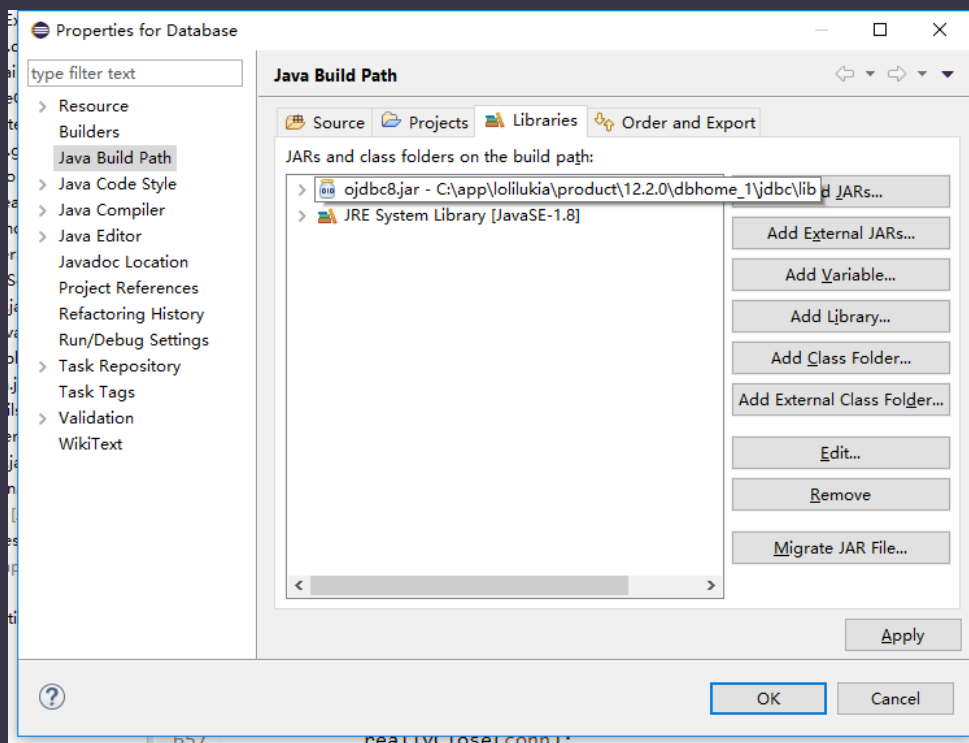 Properties for Database
type filter text
Resource
Builders
Java Build Path
Java Code Style
Java Compiler
Java Editor
Javadoc Location
Project References
Refactoring History
Run/Debug Settings
Task Repository
Task Tags
Validation
WikiText
Java Build Path
Source Projects Libraries Order and Export
JARs and class folders on the build path:
ojdbc8.jar - C:\app\lolilukia\product\12.2.0\dbhome_1\jdbc\lib
JRE System Library [JavaSE-1.8]
d JARs...
Add External JARs...
Add Variable...
Add Library...
Add Class Folder...
Add External Class Folder...
Edit...
Remove
Migrate JAR File...
Apply
OK Cancel